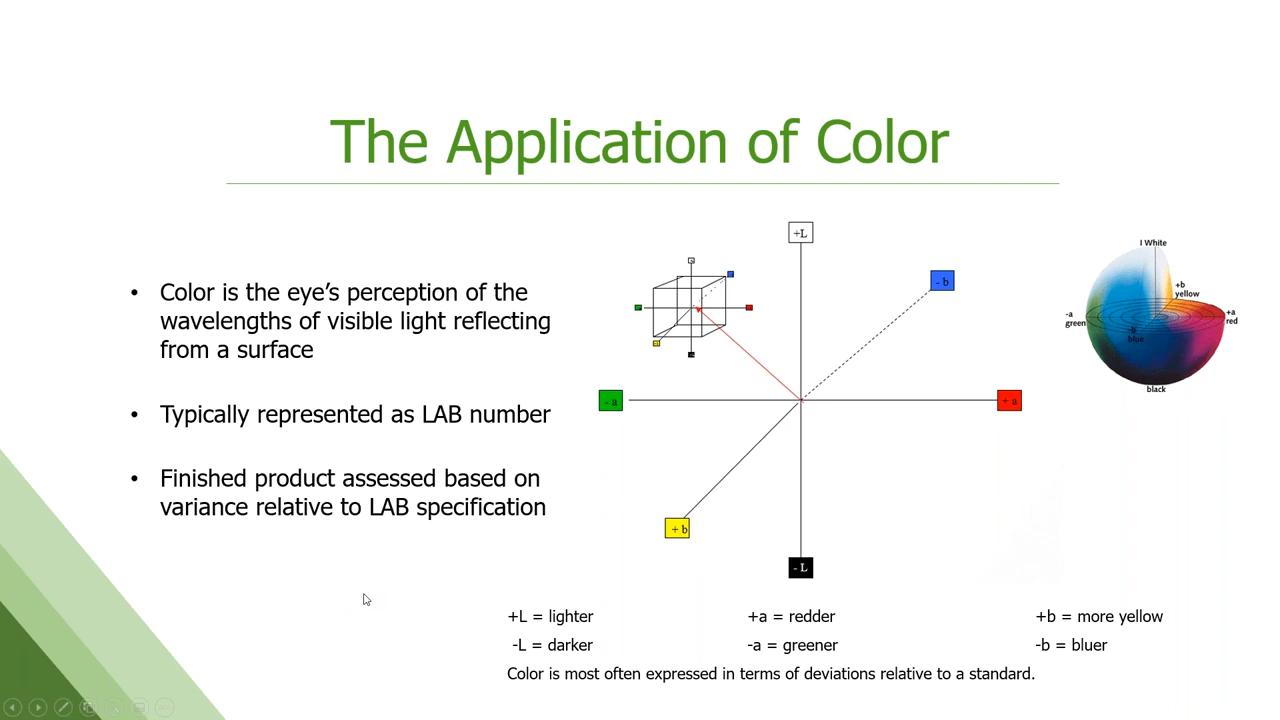 The Application of Color
• Color is the eye’s perception of the
wavelengths of visible light reflecting
from a surface
• Typically represented as LAB number
• Finished product assessed based on
variance relative to LAB specification
+L
- b
- a
+ a
+ b
- L
l White
+b
yellow
-a
green
+a
red
-b
blue
black
+L = lighter
+a = redder
+b = more yellow
-L = darker
-a = greener
-b = bluer
Color is most often expressed in terms of deviations relative to a standard.